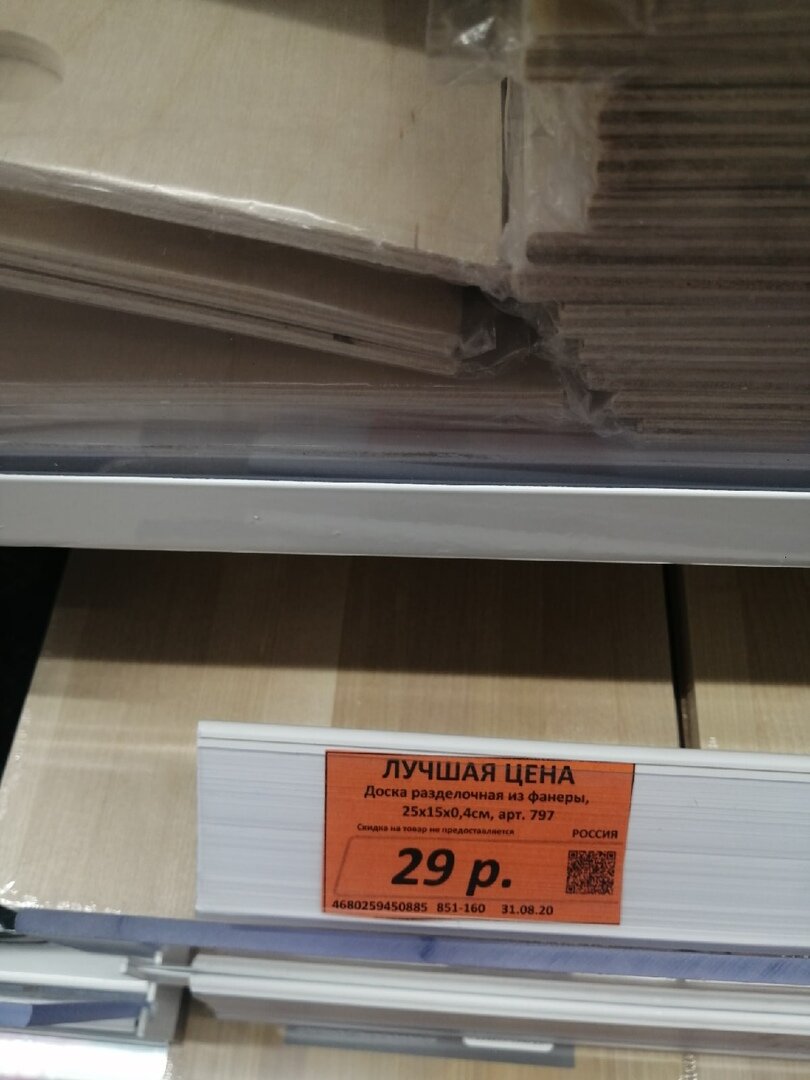 ЛУЧШАЯ ЦЕНА
Доска разделочная из фанеры,
25х15х0,4см, арт. 797
Скидка на товар не предоставляется
РОССИЯ
29 р.
4680259450885 851-160 31.08.20